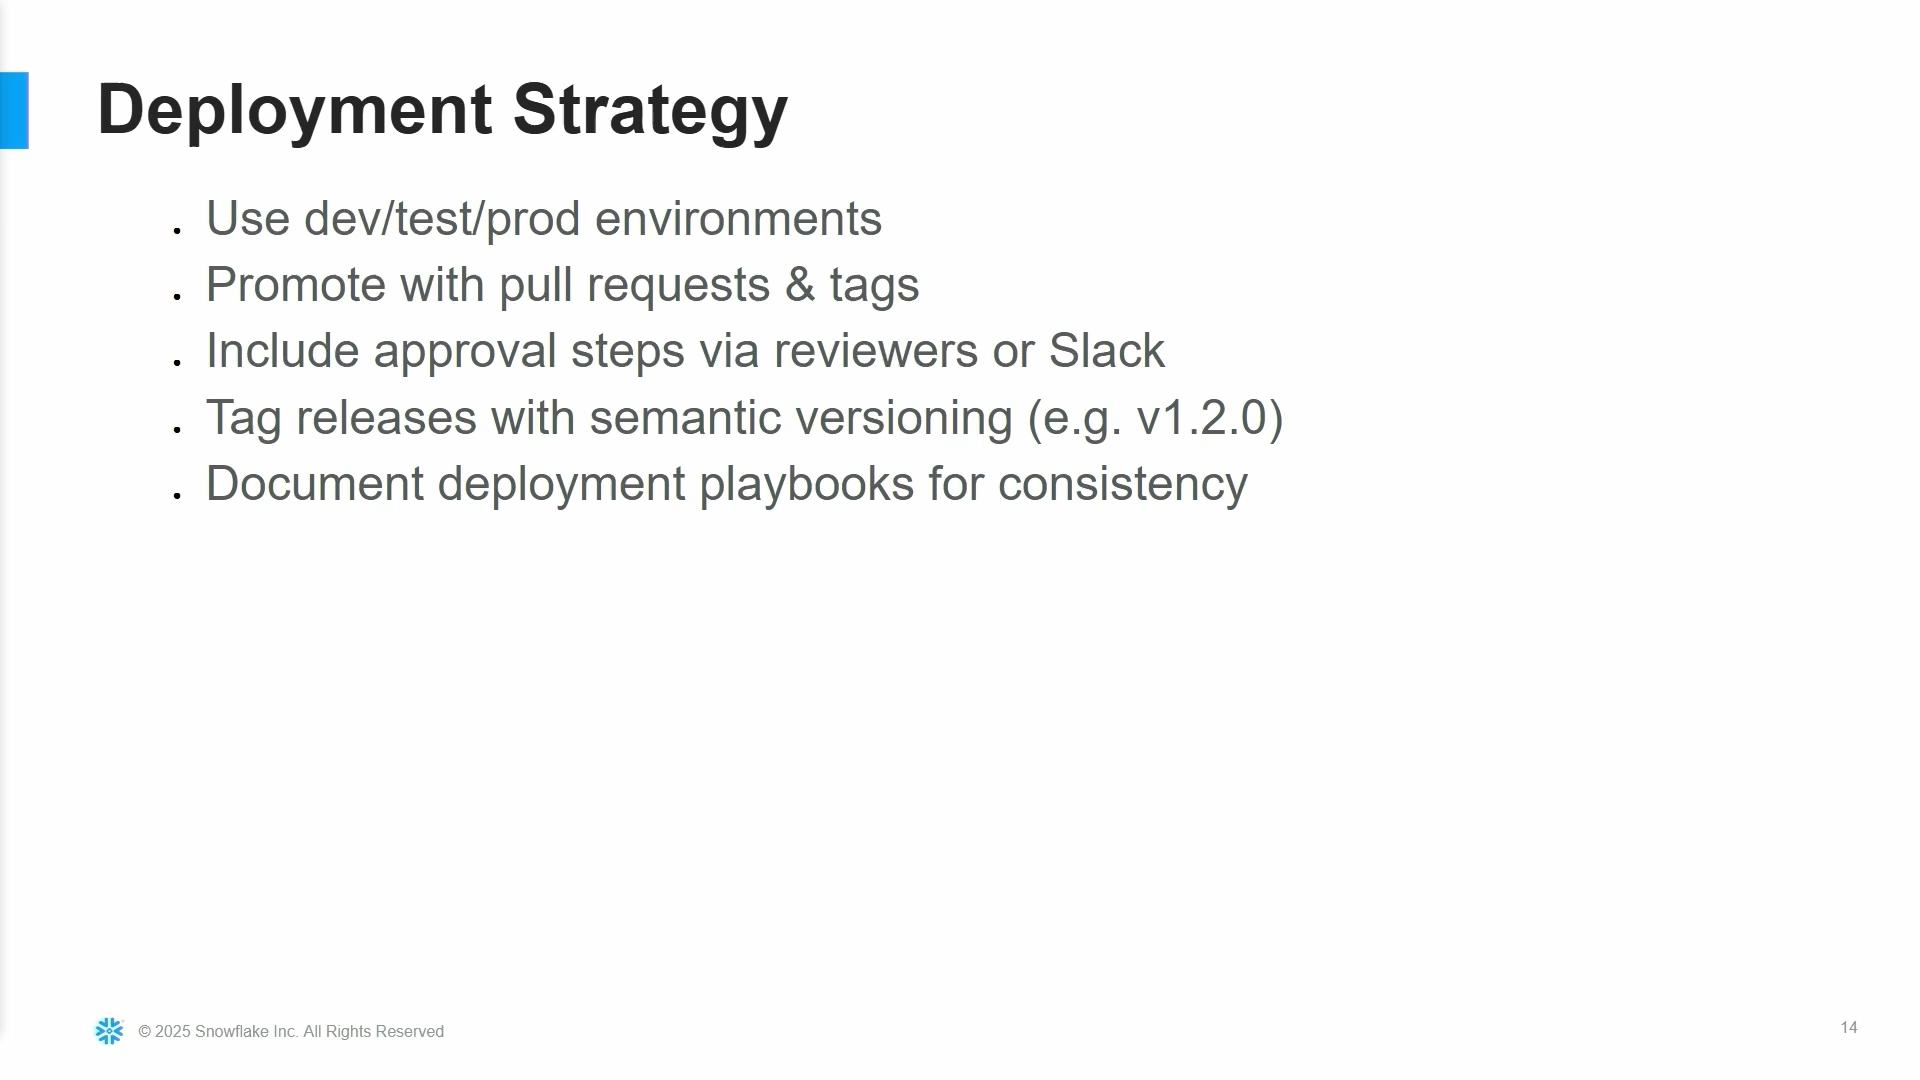 Deployment Strategy
. Use dev/test/prod environments
. Promote with pull requests & tags
. Include approval steps via reviewers or Slack
. Tag releases with semantic versioning (e.g. v1.2.0)
. Document deployment playbooks for consistency
© 2025 Snowflake Inc. All Rights Reserved
14